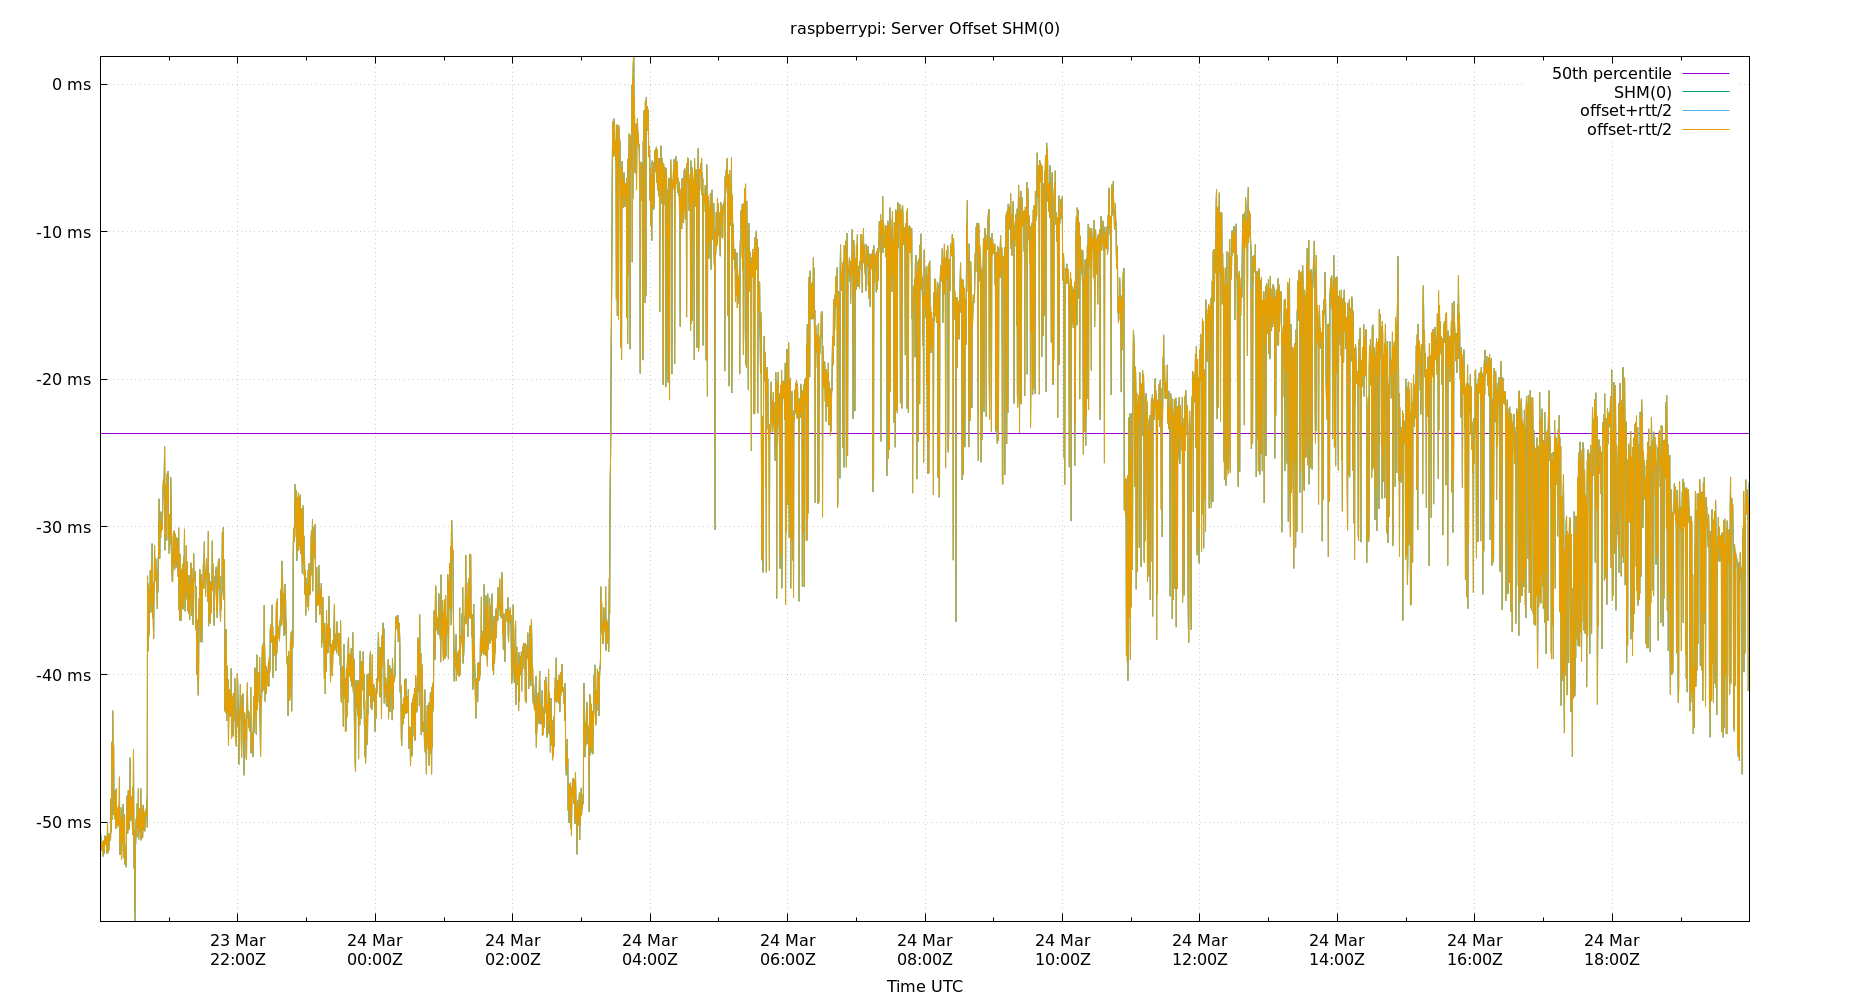 raspberrypi: Server Offset SHM(0)
50th percentile
SHM(0)
offset+rtt/2
offset-rtt/2
0 ms
-10 ms
-20 ms
-30 ms
-40 ms
-50 ms
23 Mar 24 Mar 24 Mar 24 Mar 24 Mar 24 Mar 24 Mar 24 Mar 24 Mar 24 Mar 24 Mar
22:00Z 00:00Z 02:00Z 04:00Z 06:00Z 08:00Z 10:00Z 12:00Z 14:00Z 16:00Z 18:00Z
Time UTC